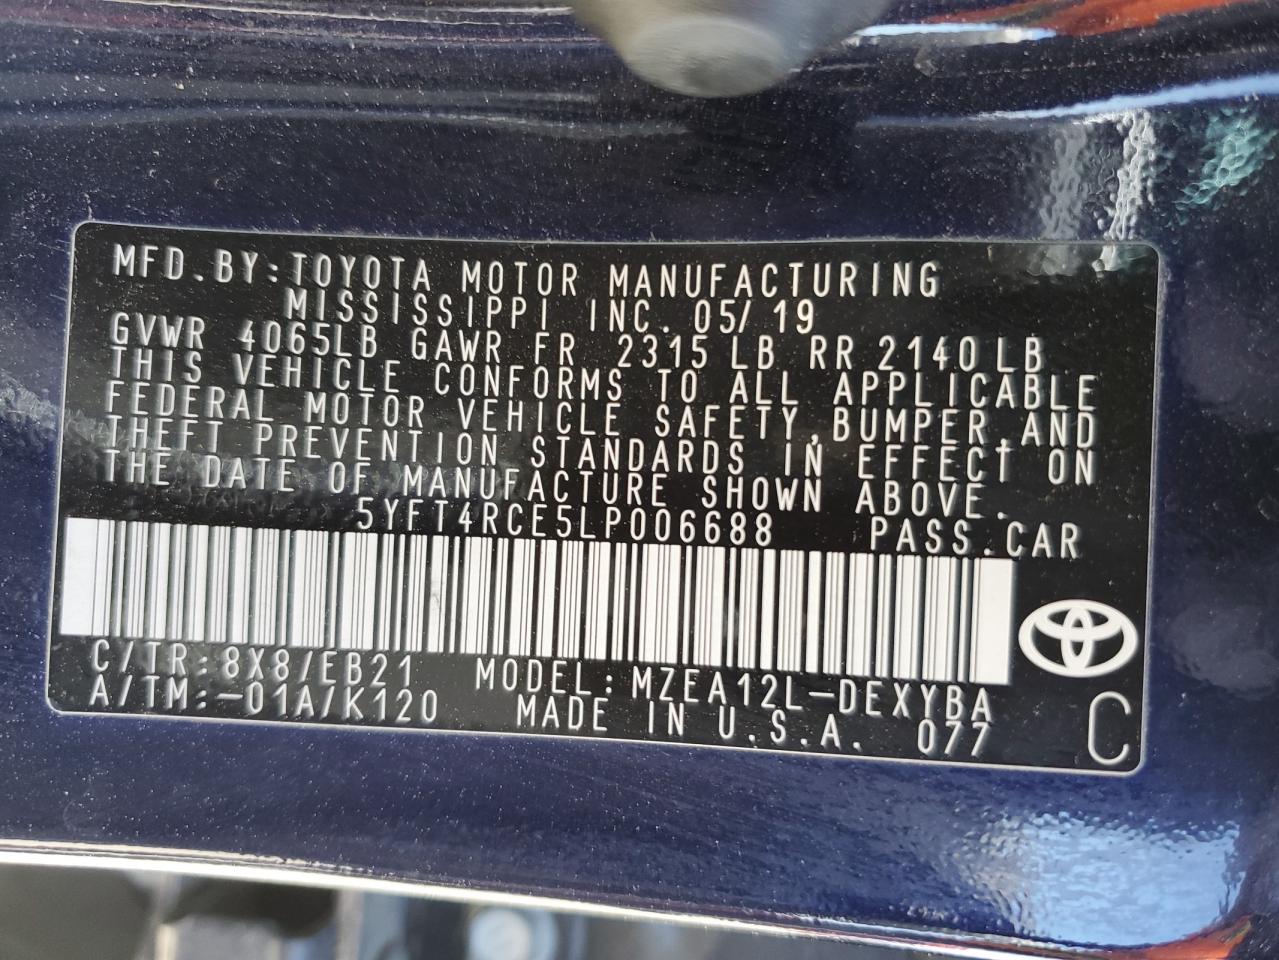 MFD.BY:TOYOTA MOTOR MANUFACTURING
MISSISSIPPI INC. 05/19
GVWR 4065LB GAWR FR 2315LB RR 2140LB
THIS VEHICLE CONFORMS TO ALL APPLICABLE
FEDERAL MOTOR VEHICLE SAFETY,BUMPER,AND
THEFT PREVENTION STANDARDS IN EFFECT ON
THE DATE OF MANUFACTURE SHOWN ABOVE.
5YFT4RCE5LP006688 PASS.CAR
C/TR:8X8/EB21 MODEL:MZEA12L-DEXYBA
A/TM:-01A/K120 MADE IN U.S.A. 077
C